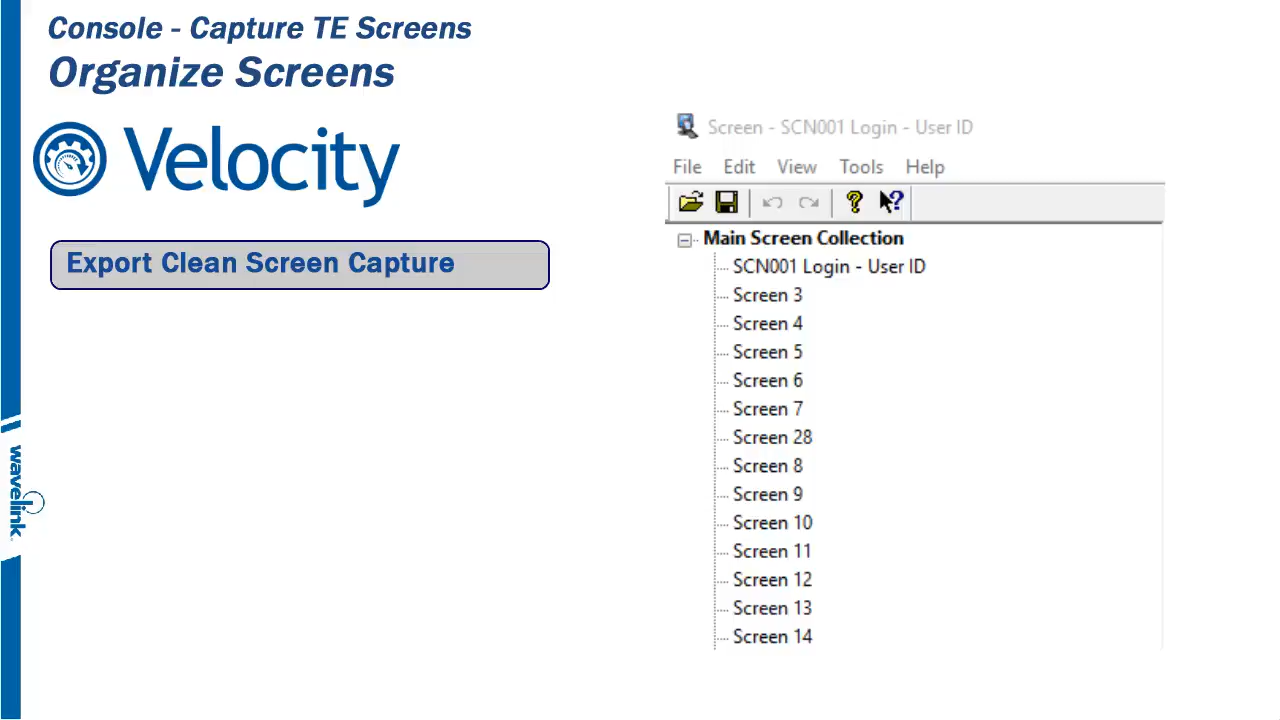 Console - Capture TE Screens
Organize Screens
Velocity
Export Clean Screen Capture
wavelink
Screen - SCN001 Login - User ID
File Edit View Tools Help
Main Screen Collection
SCN001 Login - User ID
Screen 3
Screen 4
Screen 5
Screen 6
Screen 7
Screen 28
Screen 8
Screen 9
Screen 10
Screen 11
Screen 12
Screen 13
Screen 14